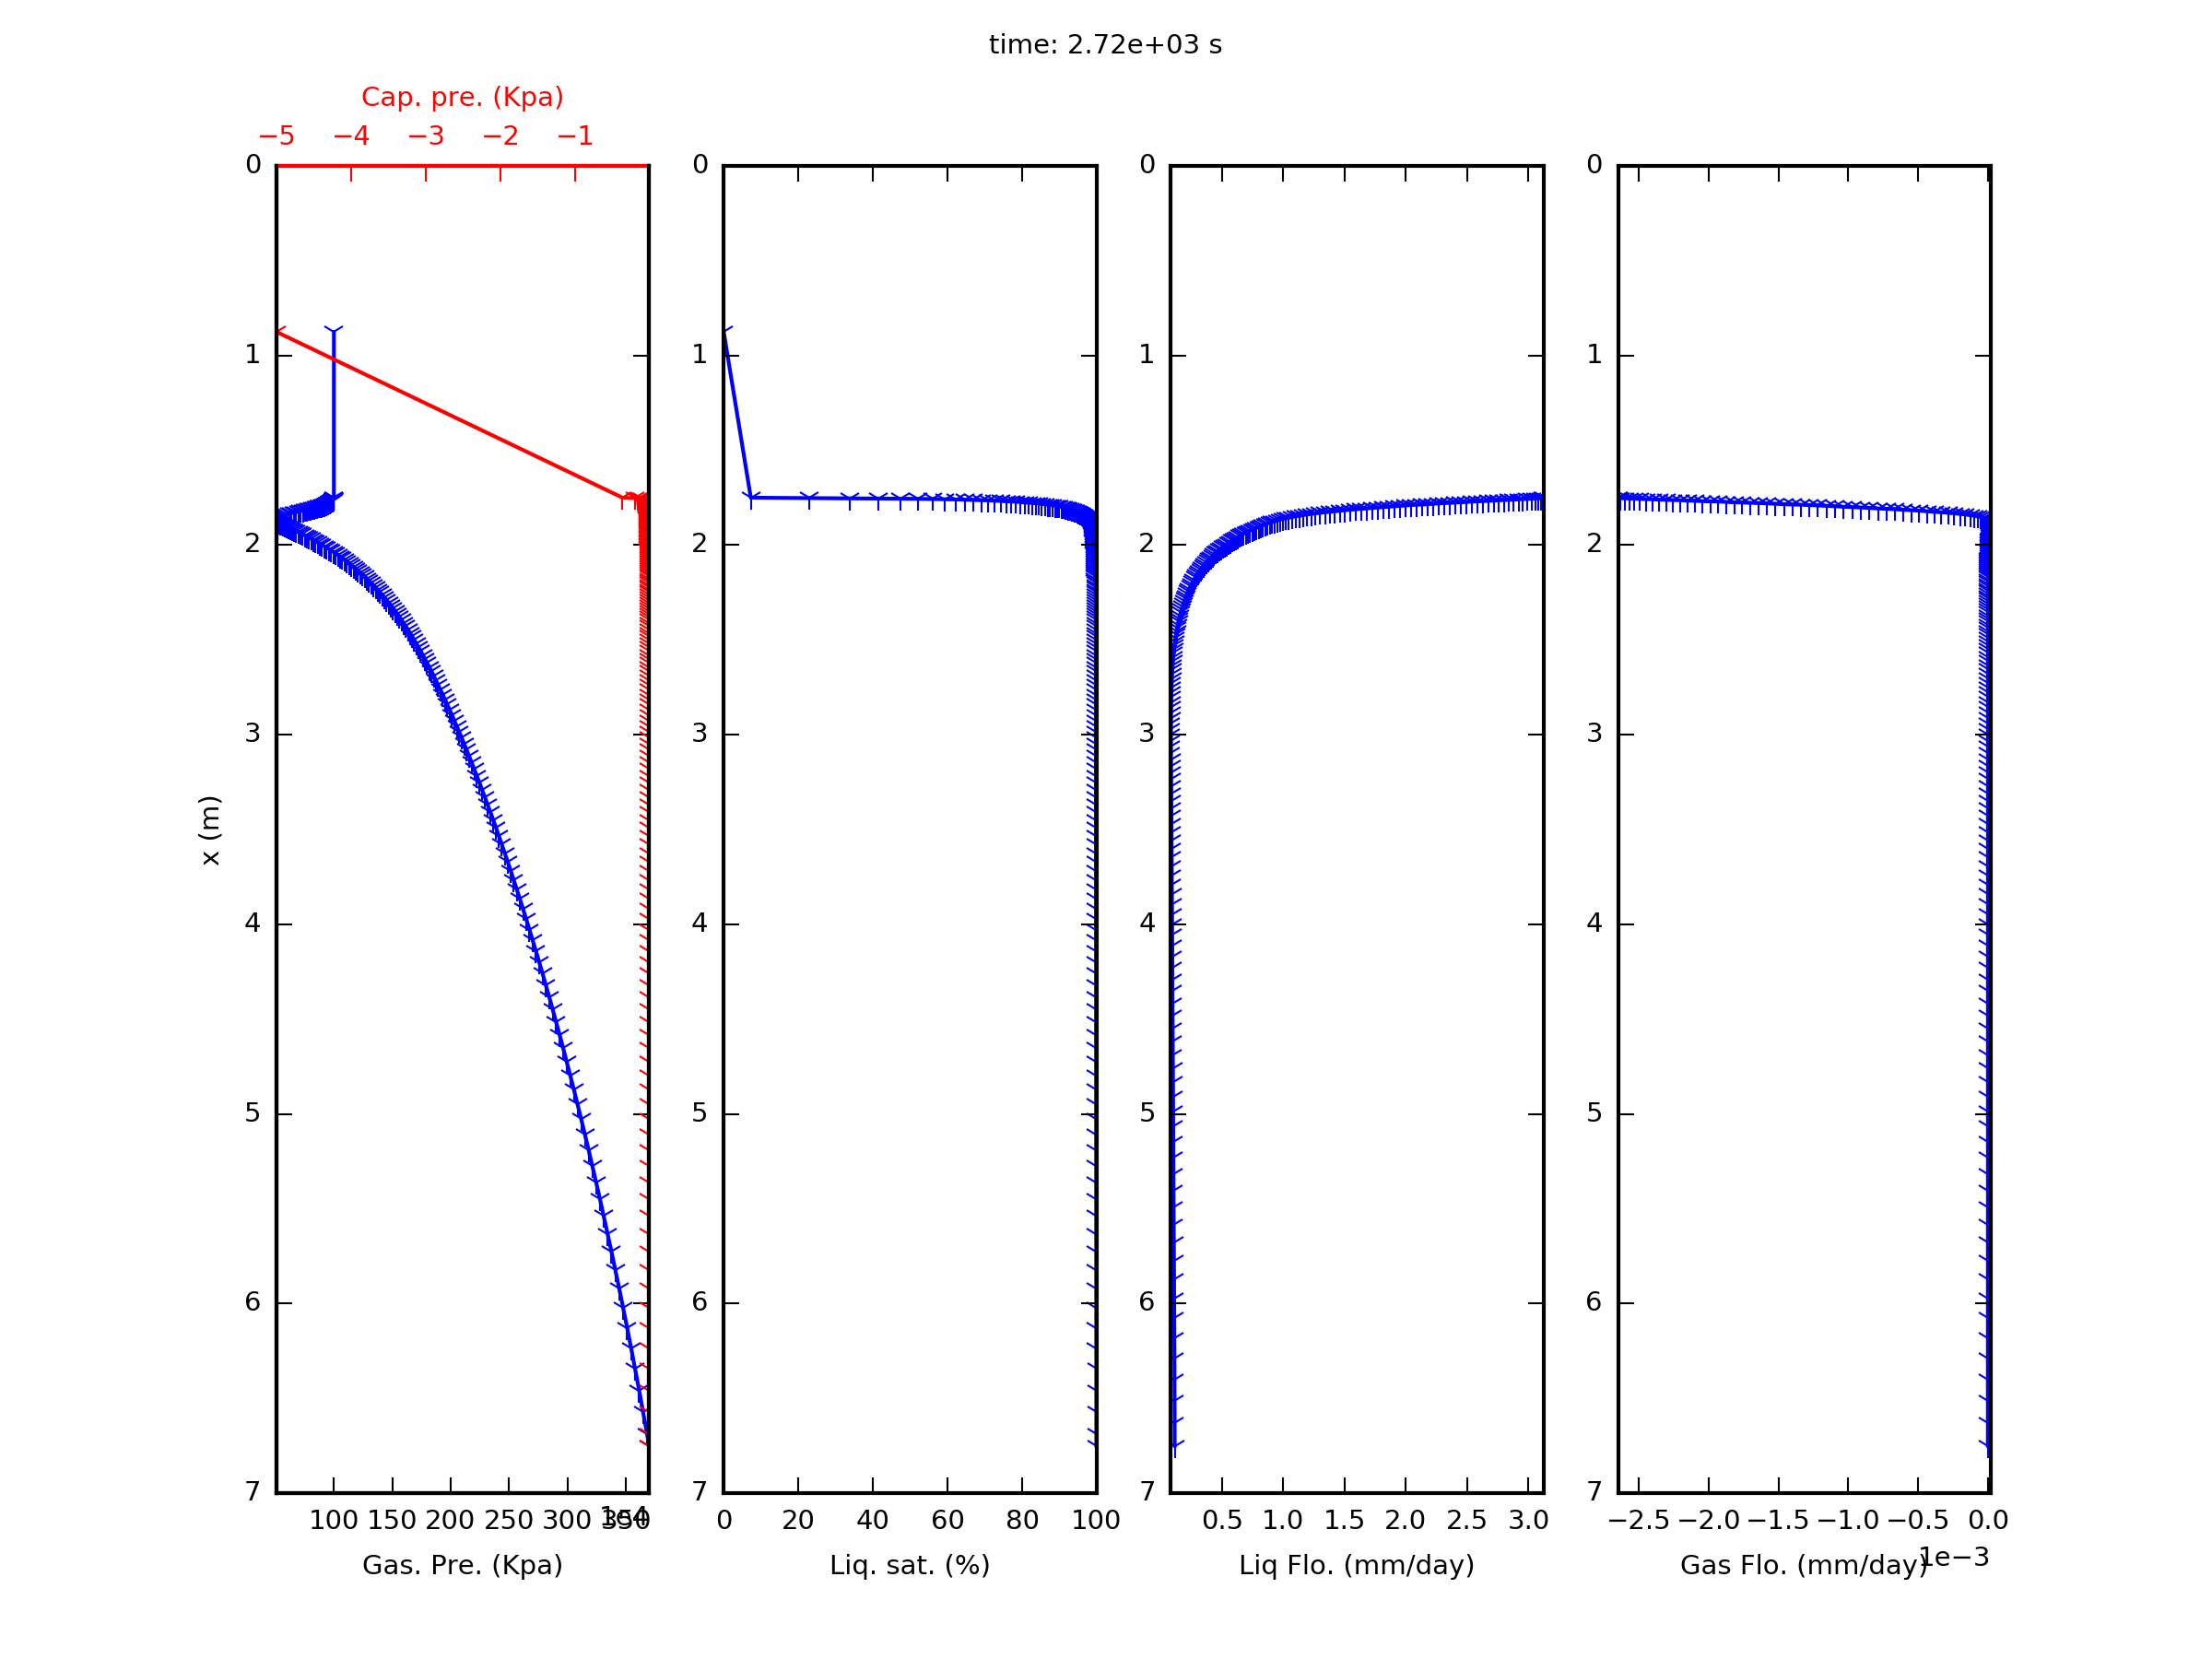 time: 2.72e+03 s
Cap. pre. (Kpa)
−5 −4 −3 −2 −1
0 0 0 0
1 1 1 1
2 2 2 2
3 3 3 3
x (m)
4 4 4 4
5 5 5 5
6 6 6 6
7 7 7 7
1e4
100 150 200 250 300 350 0 20 40 60 80 100 0.5 1.0 1.5 2.0 2.5 3.0 −2.5 −2.0 −1.5 −1.0 −0.5 0.0
1e−3
Gas. Pre. (Kpa) Liq. sat. (%) Liq Flo. (mm/day) Gas Flo. (mm/day)